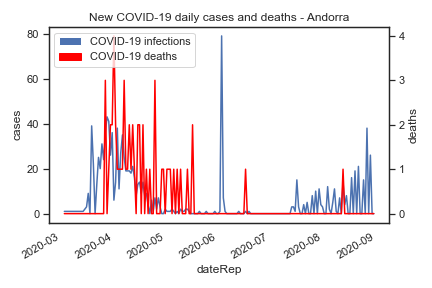 New COVID-19 daily cases and deaths - Andorra
COVID-19 infections
COVID-19 deaths
cases
80
60
40
20
0
deaths
4
3
2
1
0
2020-03
2020-04
2020-05
2020-06
2020-07
2020-08
2020-09
dateRep